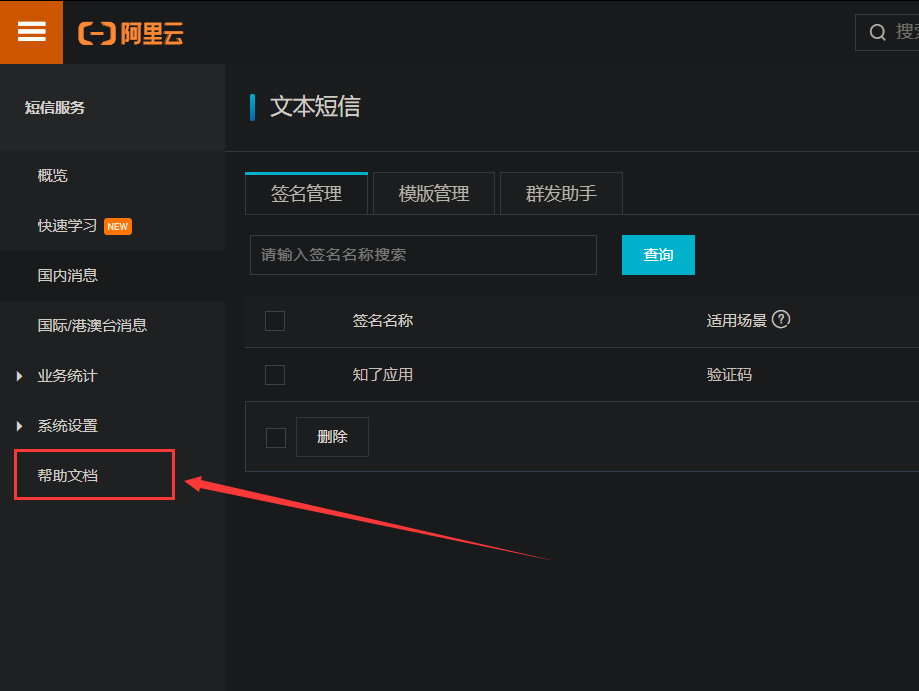 阿里云
搜索
短信服务
文本短信
概览
快速学习 NEW
国内消息
国际/港澳台消息
业务统计
系统设置
帮助文档
签名管理 模版管理 群发助手
请输入签名名称搜索 查询
签名名称 适用场景
知了应用 验证码
删除